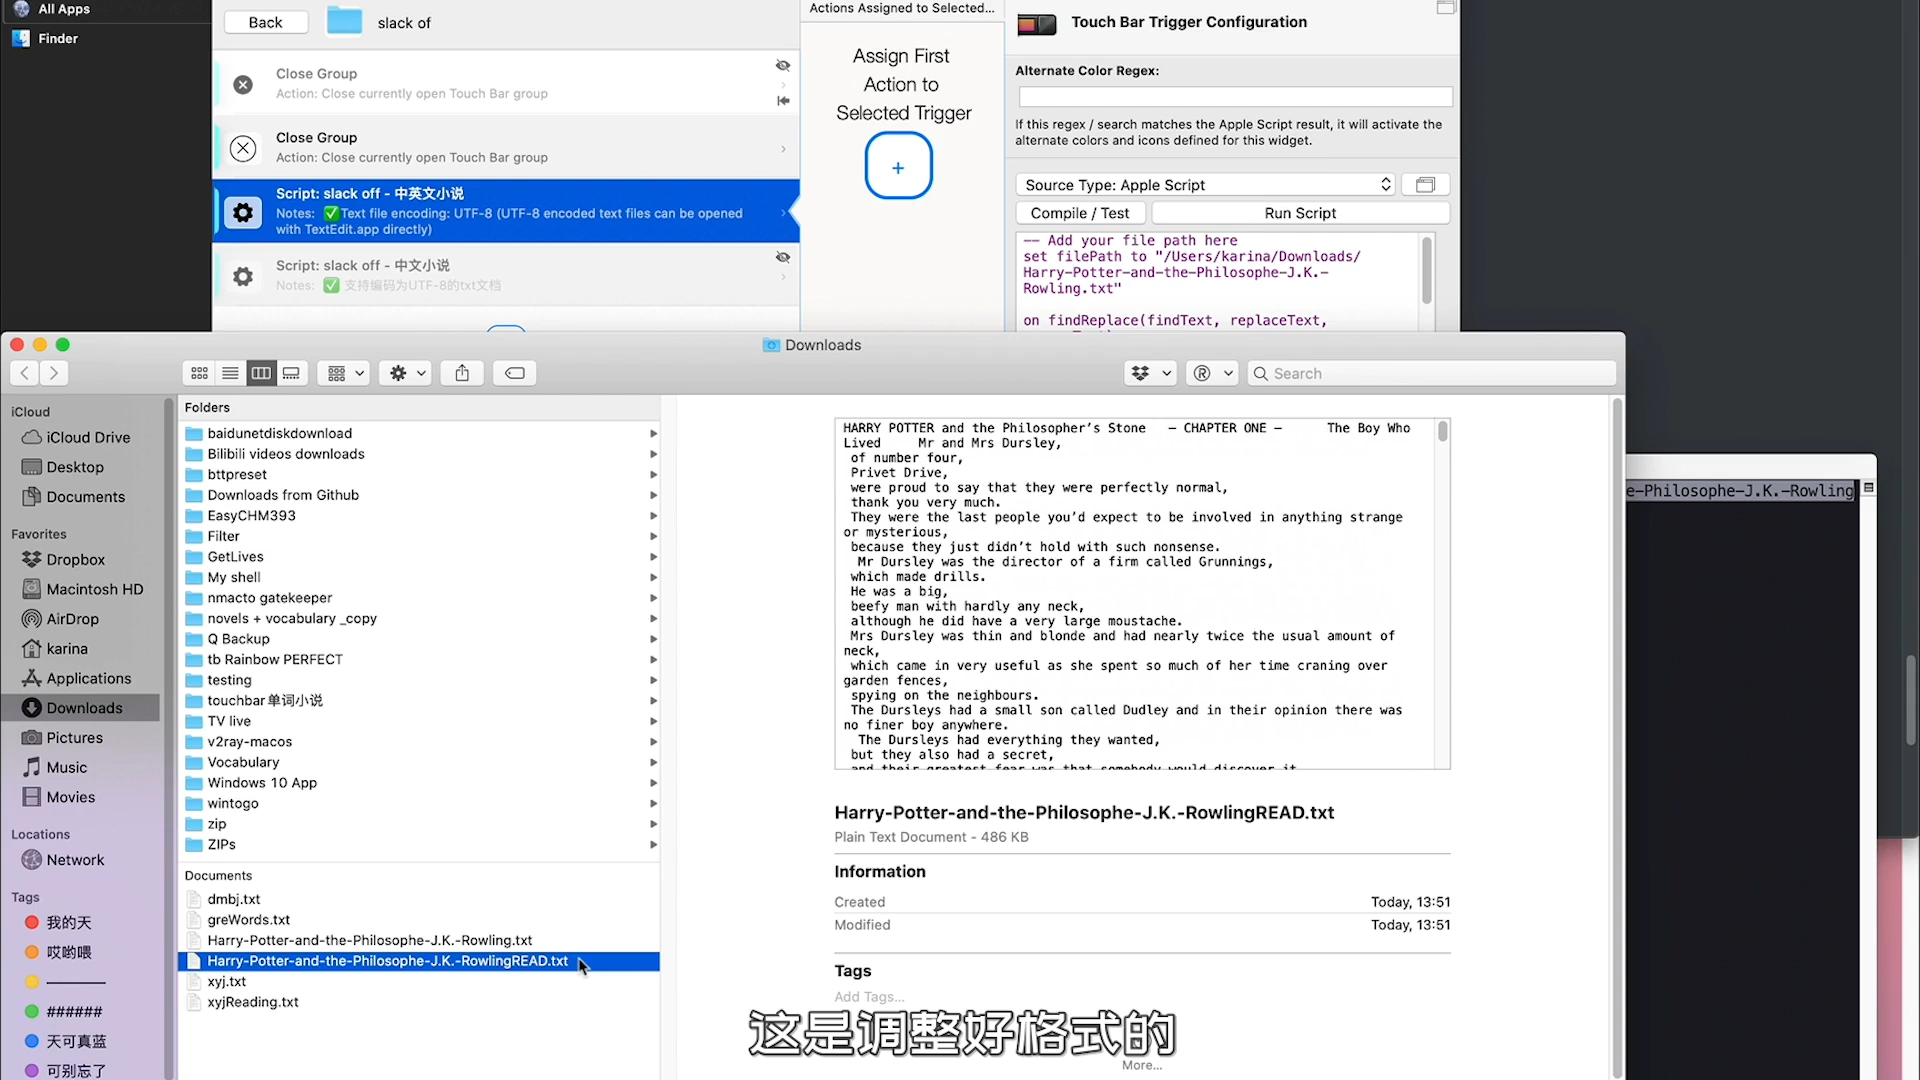 All Apps
Finder
Back
slack of
Close Group
Action: Close currently open Touch Bar group
Close Group
Action: Close currently open Touch Bar group
Script: slack off - 中英文小说
Notes: ✅Text file encoding: UTF-8 (UTF-8 encoded text files can be opened
with TextEdit.app directly)
Script: slack off - 中文小说
Notes: ✅ 支持编码为UTF-8的txt文档
Actions Assigned to Selected...
Assign First
Action to
Selected Trigger
+
Touch Bar Trigger Configuration
Alternate Color Regex:
If this regex / search matches the Apple Script result, it will activate the
alternate colors and icons defined for this widget.
Source Type: Apple Script
Compile / Test
Run Script
-- Add your file path here
set filePath to "/Users/karina/Downloads/
Harry-Potter-and-the-Philosophe-J.K.-
Rowling.txt"
on findReplace(findText, replaceText,
Downloads
Search
iCloud
iCloud Drive
Desktop
Documents
Favorites
Dropbox
Macintosh HD
AirDrop
karina
Applications
Downloads
Pictures
Music
Movies
Locations
Network
Tags
我的天
哎哟喂
————
######
天可真蓝
可别忘了
Folders
baidunetdiskdownload
Bilibili videos downloads
bttpreset
Downloads from Github
EasyCHM393
Filter
GetLives
My shell
nmacto gatekeeper
novels + vocabulary _copy
Q Backup
tb Rainbow PERFECT
testing
touchbar单词小说
TV live
v2ray-macos
Vocabulary
Windows 10 App
wintogo
zip
ZIPs
Documents
dmbj.txt
greWords.txt
Harry-Potter-and-the-Philosophe-J.K.-Rowling.txt
Harry-Potter-and-the-Philosophe-J.K.-RowlingREAD.txt
xyj.txt
xyjReading.txt
HARRY POTTER and the Philosopher's Stone – CHAPTER ONE – The Boy Who
Lived Mr and Mrs Dursley,
of number four,
Privet Drive,
were proud to say that they were perfectly normal,
thank you very much.
They were the last people you'd expect to be involved in anything strange
or mysterious,
because they just didn't hold with such nonsense.
Mr Dursley was the director of a firm called Grunnings,
which made drills.
He was a big,
beefy man with hardly any neck,
although he did have a very large moustache.
Mrs Dursley was thin and blonde and had nearly twice the usual amount of
neck,
which came in very useful as she spent so much of her time craning over
garden fences,
spying on the neighbours.
The Dursleys had a small son called Dudley and in their opinion there was
no finer boy anywhere.
The Dursleys had everything they wanted,
but they also had a secret,
and their greatest fear was that somebody would discover it
Harry-Potter-and-the-Philosophe-J.K.-RowlingREAD.txt
Plain Text Document - 486 KB
Information
Created Today, 13:51
Modified Today, 13:51
Tags
Add Tags...
More...
e-Philosophe-J.K.-Rowling
这是调整好格式的